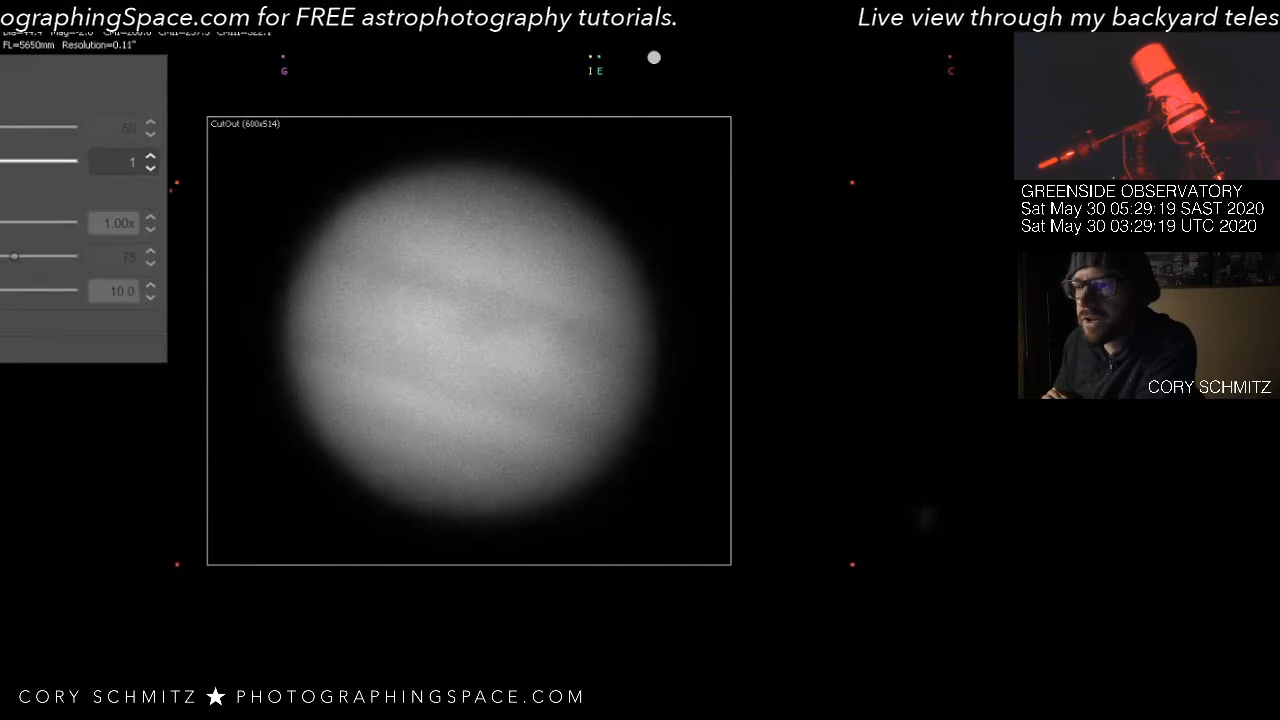 ographingSpace.com for FREE astrophotography tutorials.
Live view through my backyard teles
FL=5650mm Resolution=0.11"
G
I E
C
CutOut (600x514)
50
1
1.00x
75
10.0
GREENSIDE OBSERVATORY
Sat May 30 05:29:19 SAST 2020
Sat May 30 03:29:19 UTC 2020
CORY SCHMITZ
CORY SCHMITZ ★ PHOTOGRAPHINGSPACE.COM